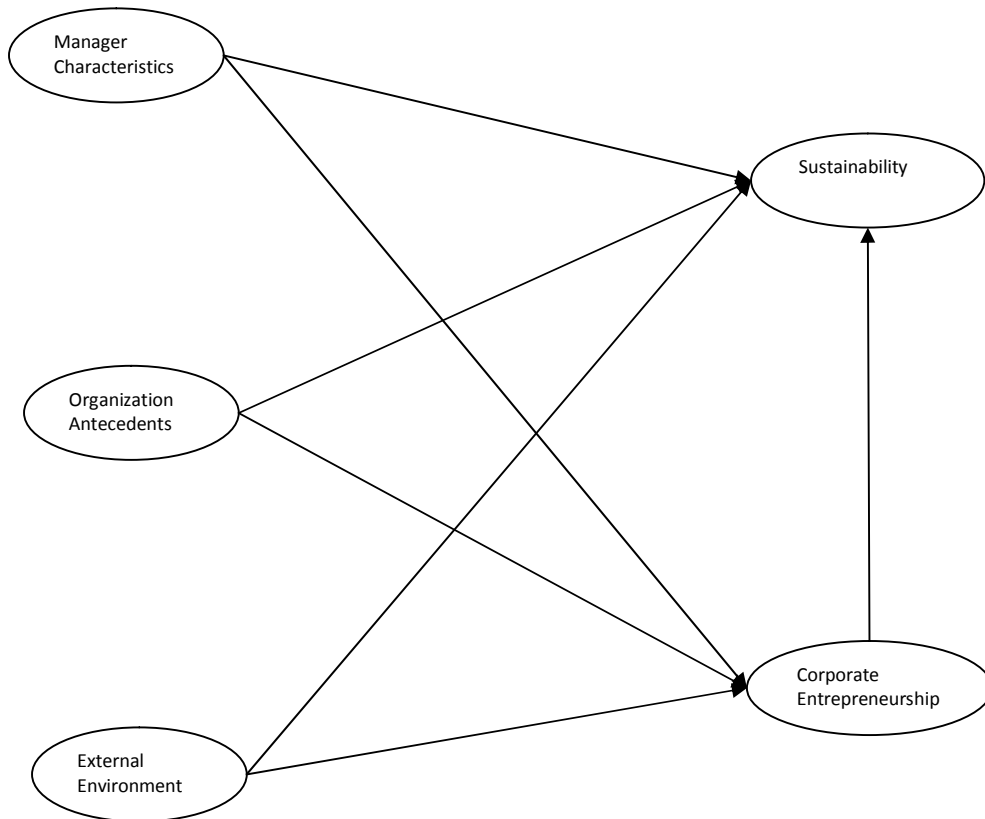 Manager
Characteristics
Sustainability
Organization
Antecedents
Corporate
Entrepreneurship
External
Environment